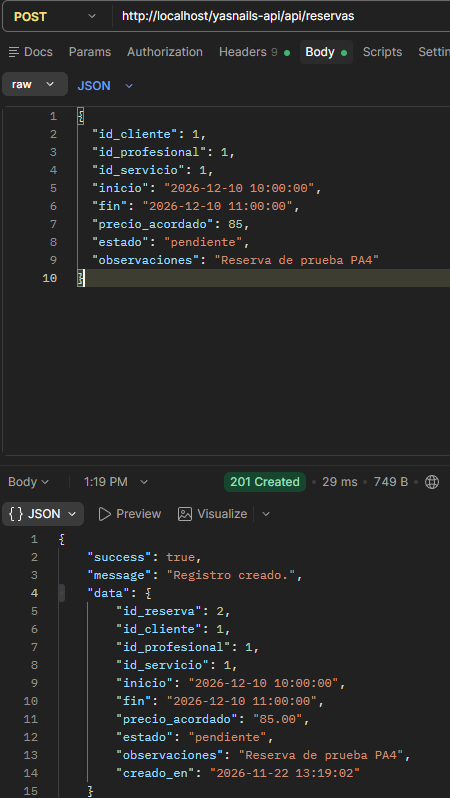 POST http://localhost/yasnails-api/api/reservas
Docs Params Authorization Headers 9 Body Scripts Settin
raw JSON
1 {
2 "id_cliente": 1,
3 "id_profesional": 1,
4 "id_servicio": 1,
5 "inicio": "2026-12-10 10:00:00",
6 "fin": "2026-12-10 11:00:00",
7 "precio_acordado": 85,
8 "estado": "pendiente",
9 "observaciones": "Reserva de prueba PA4"
10 }
Body 1:19 PM 201 Created • 29 ms • 749 B
{} JSON Preview Visualize
1 {
2 "success": true,
3 "message": "Registro creado.",
4 "data": {
5 "id_reserva": 2,
6 "id_cliente": 1,
7 "id_profesional": 1,
8 "id_servicio": 1,
9 "inicio": "2026-12-10 10:00:00",
10 "fin": "2026-12-10 11:00:00",
11 "precio_acordado": "85.00",
12 "estado": "pendiente",
13 "observaciones": "Reserva de prueba PA4",
14 "creado_en": "2026-11-22 13:19:02"
15 }